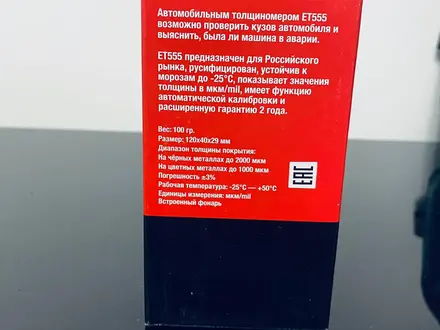 Автомобильным толщиномером ET555
возможно проверить кузов автомобиля и
выяснить, была ли машина в аварии.
ET555 предназначен для Российского
рынка, русифицирован, устойчив к
морозам до -25°C, показывает значения
толщины в мкм/mil, имеет функцию
автоматической калибровки и
расширенную гарантию 2 года.
Вес: 100 гр.
Размер: 120x40x29 мм
Диапазон толщины покрытия:
На чёрных металлах до 2000 мкм
На цветных металлах до 1000 мкм
Погрешность ±3%
Рабочая температура: -25°C — +50°C
Единицы измерения: мкм/mil
Встроенный фонарь
EAC